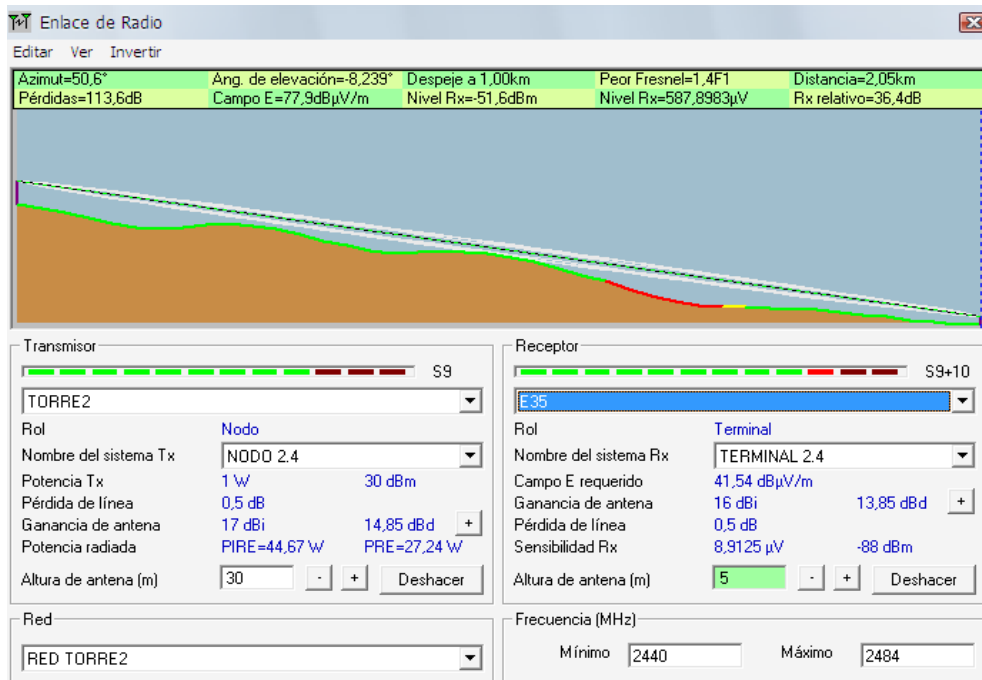 Enlace de Radio
Editar Ver Invertir
Azimut=50,6° Ang. de elevación=-8,239° Despeje a 1,00km Peor Fresnel=1,4F1 Distancia=2,05km
Pérdidas=113,6dB Campo E=77,9dBµV/m Nivel Rx=-51,6dBm Nivel Rx=587,8983µV Rx relativo=36,4dB
Transmisor
S9
TORRE2
Rol Nodo
Nombre del sistema Tx NODO 2.4
Potencia Tx 1 W 30 dBm
Pérdida de línea 0,5 dB
Ganancia de antena 17 dBi 14,85 dBd +
Potencia radiada PIRE=44,67 W PRE=27,24 W
Altura de antena (m) 30 - + Deshacer
Red
RED TORRE2
Receptor
S9+10
E35
Rol Terminal
Nombre del sistema Rx TERMINAL 2.4
Campo E requerido 41,54 dBµV/m
Ganancia de antena 16 dBi 13,85 dBd +
Pérdida de línea 0,5 dB
Sensibilidad Rx 8,9125 µV -88 dBm
Altura de antena (m) 5 - + Deshacer
Frecuencia (MHz)
Mínimo 2440 Máximo 2484